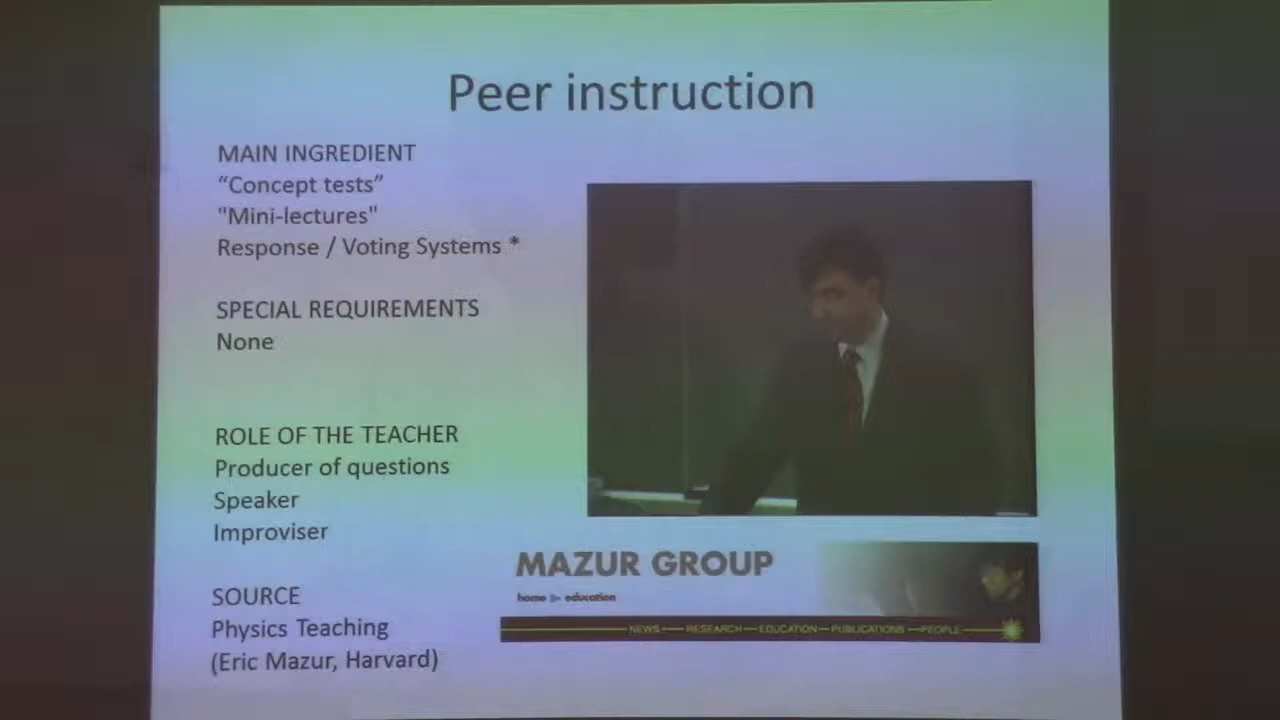 Peer instruction
MAIN INGREDIENT
“Concept tests”
"Mini-lectures"
Response / Voting Systems *
SPECIAL REQUIREMENTS
None
ROLE OF THE TEACHER
Producer of questions
Speaker
Improviser
SOURCE
Physics Teaching
(Eric Mazur, Harvard)
MAZUR GROUP
home education
NEWS RESEARCH EDUCATION PUBLICATIONS PEOPLE